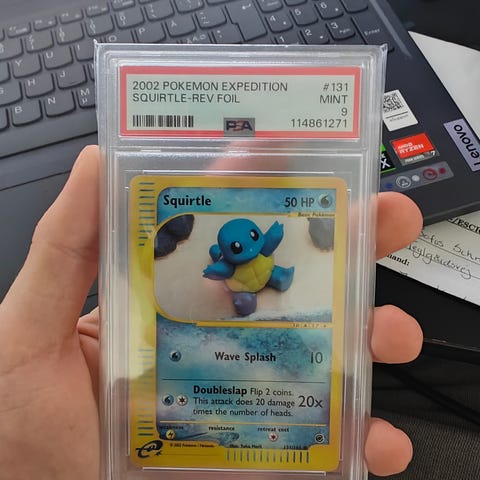 2002 POKEMON EXPEDITION #131
SQUIRTLE-REV FOIL MINT
9
PSA 114861271
Squirtle 50 HP
Basic Pokémon
Wave Splash 10
Doubleslap Flip 2 coins.
This attack does 20 damage 20x
times the number of heads.
weakness resistance retreat cost
RYZEN
7
lenovo